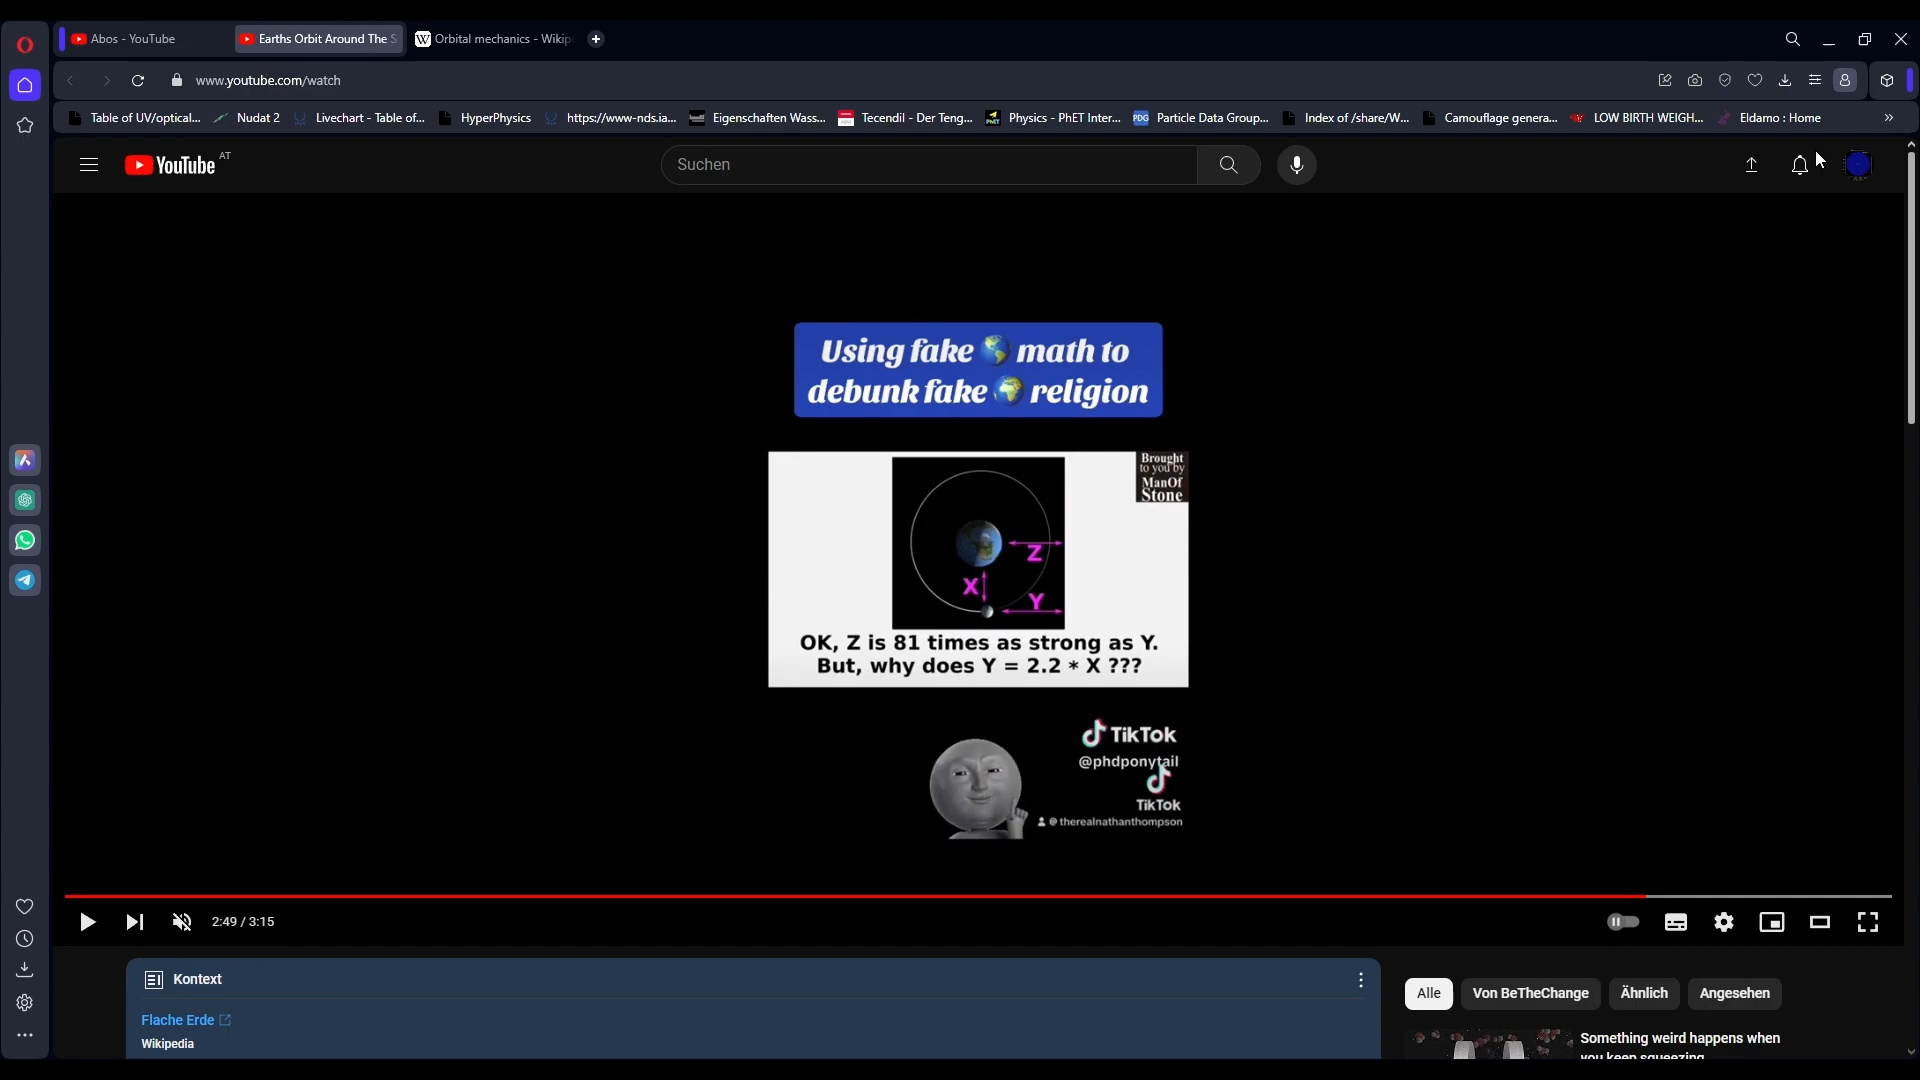 Abos - YouTube
Earths Orbit Around The S
Orbital mechanics - Wikip
www.youtube.com/watch
Table of UV/optical...
Nudat 2
Livechart - Table of...
HyperPhysics
https://www-nds.ia...
Eigenschaften Wass...
Tecendil - Der Teng...
Physics - PhET Inter...
PDG
Particle Data Group...
Index of /share/W...
Camouflage genera...
LOW BIRTH WEIGH...
Eldamo : Home
YouTube AT
Suchen
Using fake 🌎 math to
debunk fake 🌍 religion
Brought
to you by
ManOf
Stone
Z
X
Y
OK, Z is 81 times as strong as Y.
But, why does Y = 2.2 * X ???
TikTok
@phdponytail
TikTok
@therealnathanthompson
2:49 / 3:15
Kontext
Flache Erde
Wikipedia
Alle
Von BeTheChange
Ähnlich
Angesehen
Something weird happens when
you keep squeezing